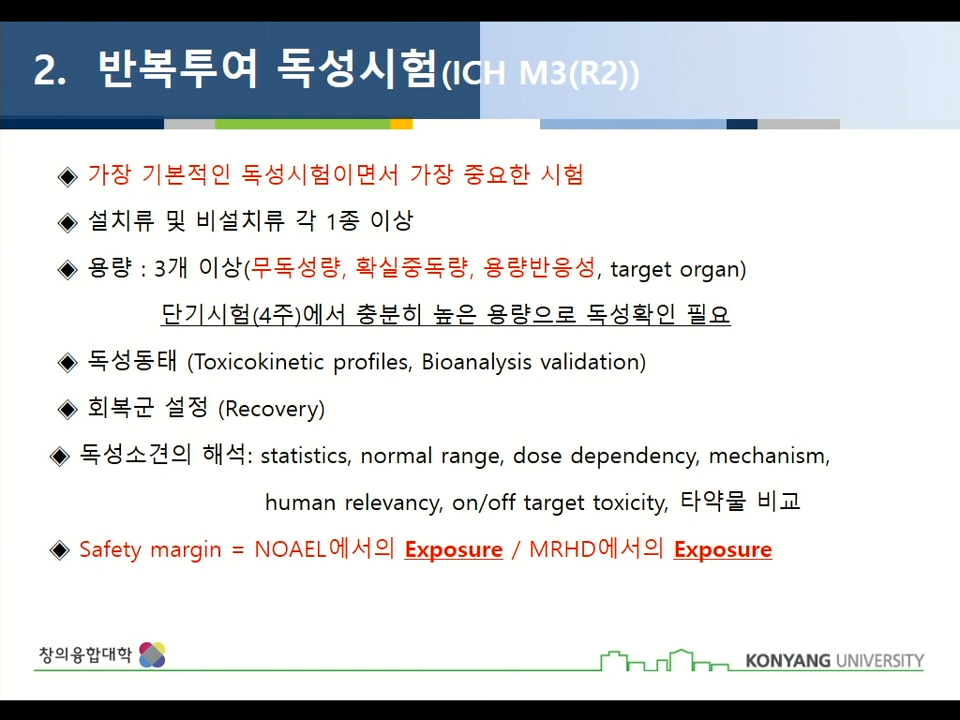 2. 반복투여 독성시험(ICH M3(R2))
◈ 가장 기본적인 독성시험이면서 가장 중요한 시험
◈ 설치류 및 비설치류 각 1종 이상
◈ 용량 : 3개 이상(무독성량, 확실중독량, 용량반응성, target organ)
단기시험(4주)에서 충분히 높은 용량으로 독성확인 필요
◈ 독성동태 (Toxicokinetic profiles, Bioanalysis validation)
◈ 회복군 설정 (Recovery)
◈ 독성소견의 해석: statistics, normal range, dose dependency, mechanism,
human relevancy, on/off target toxicity, 타약물 비교
◈ Safety margin = NOAEL에서의 Exposure / MRHD에서의 Exposure
창의융합대학
KONYANG UNIVERSITY